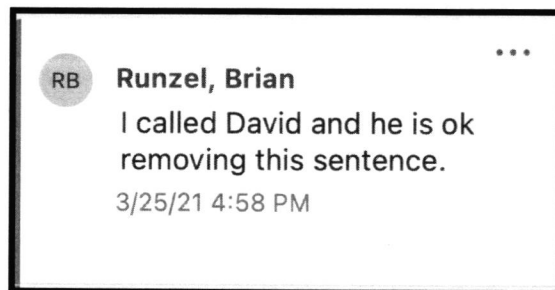 RB
Runzel, Brian
I called David and he is ok
removing this sentence.
3/25/21 4:58 PM